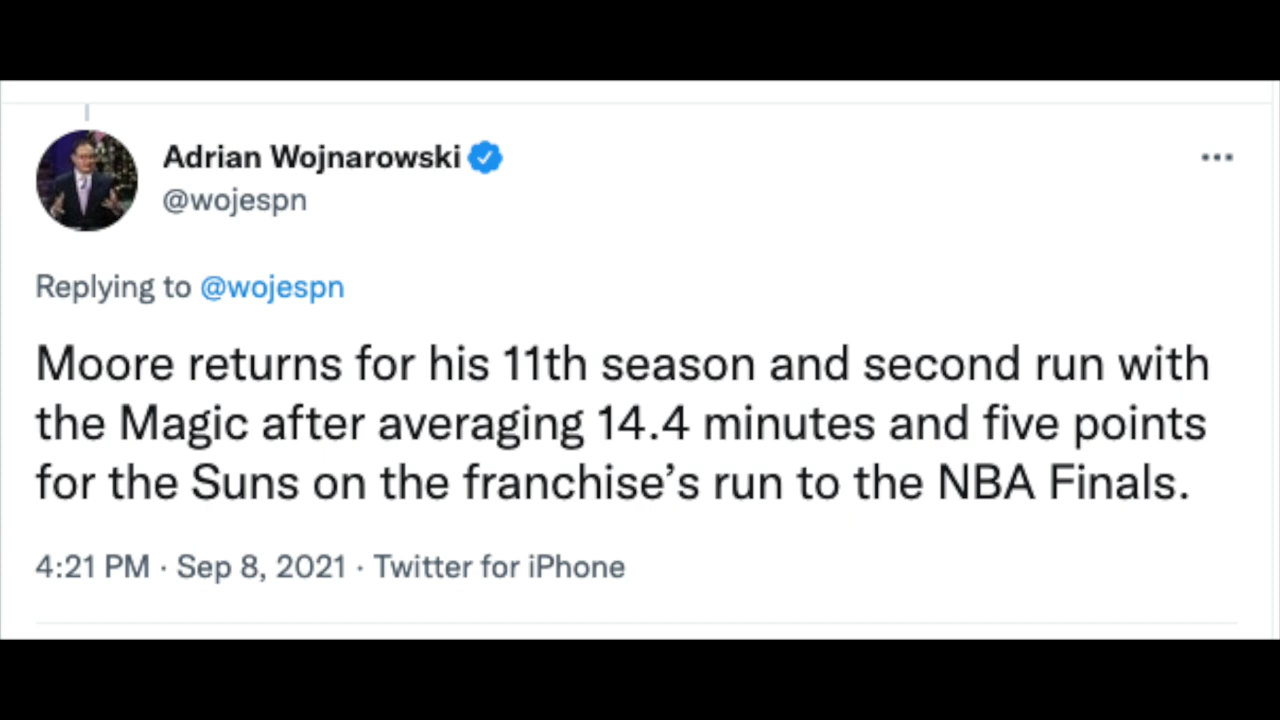 Adrian Wojnarowski
@wojespn
Replying to @wojespn
Moore returns for his 11th season and second run with
the Magic after averaging 14.4 minutes and five points
for the Suns on the franchise’s run to the NBA Finals.
4:21 PM · Sep 8, 2021 · Twitter for iPhone